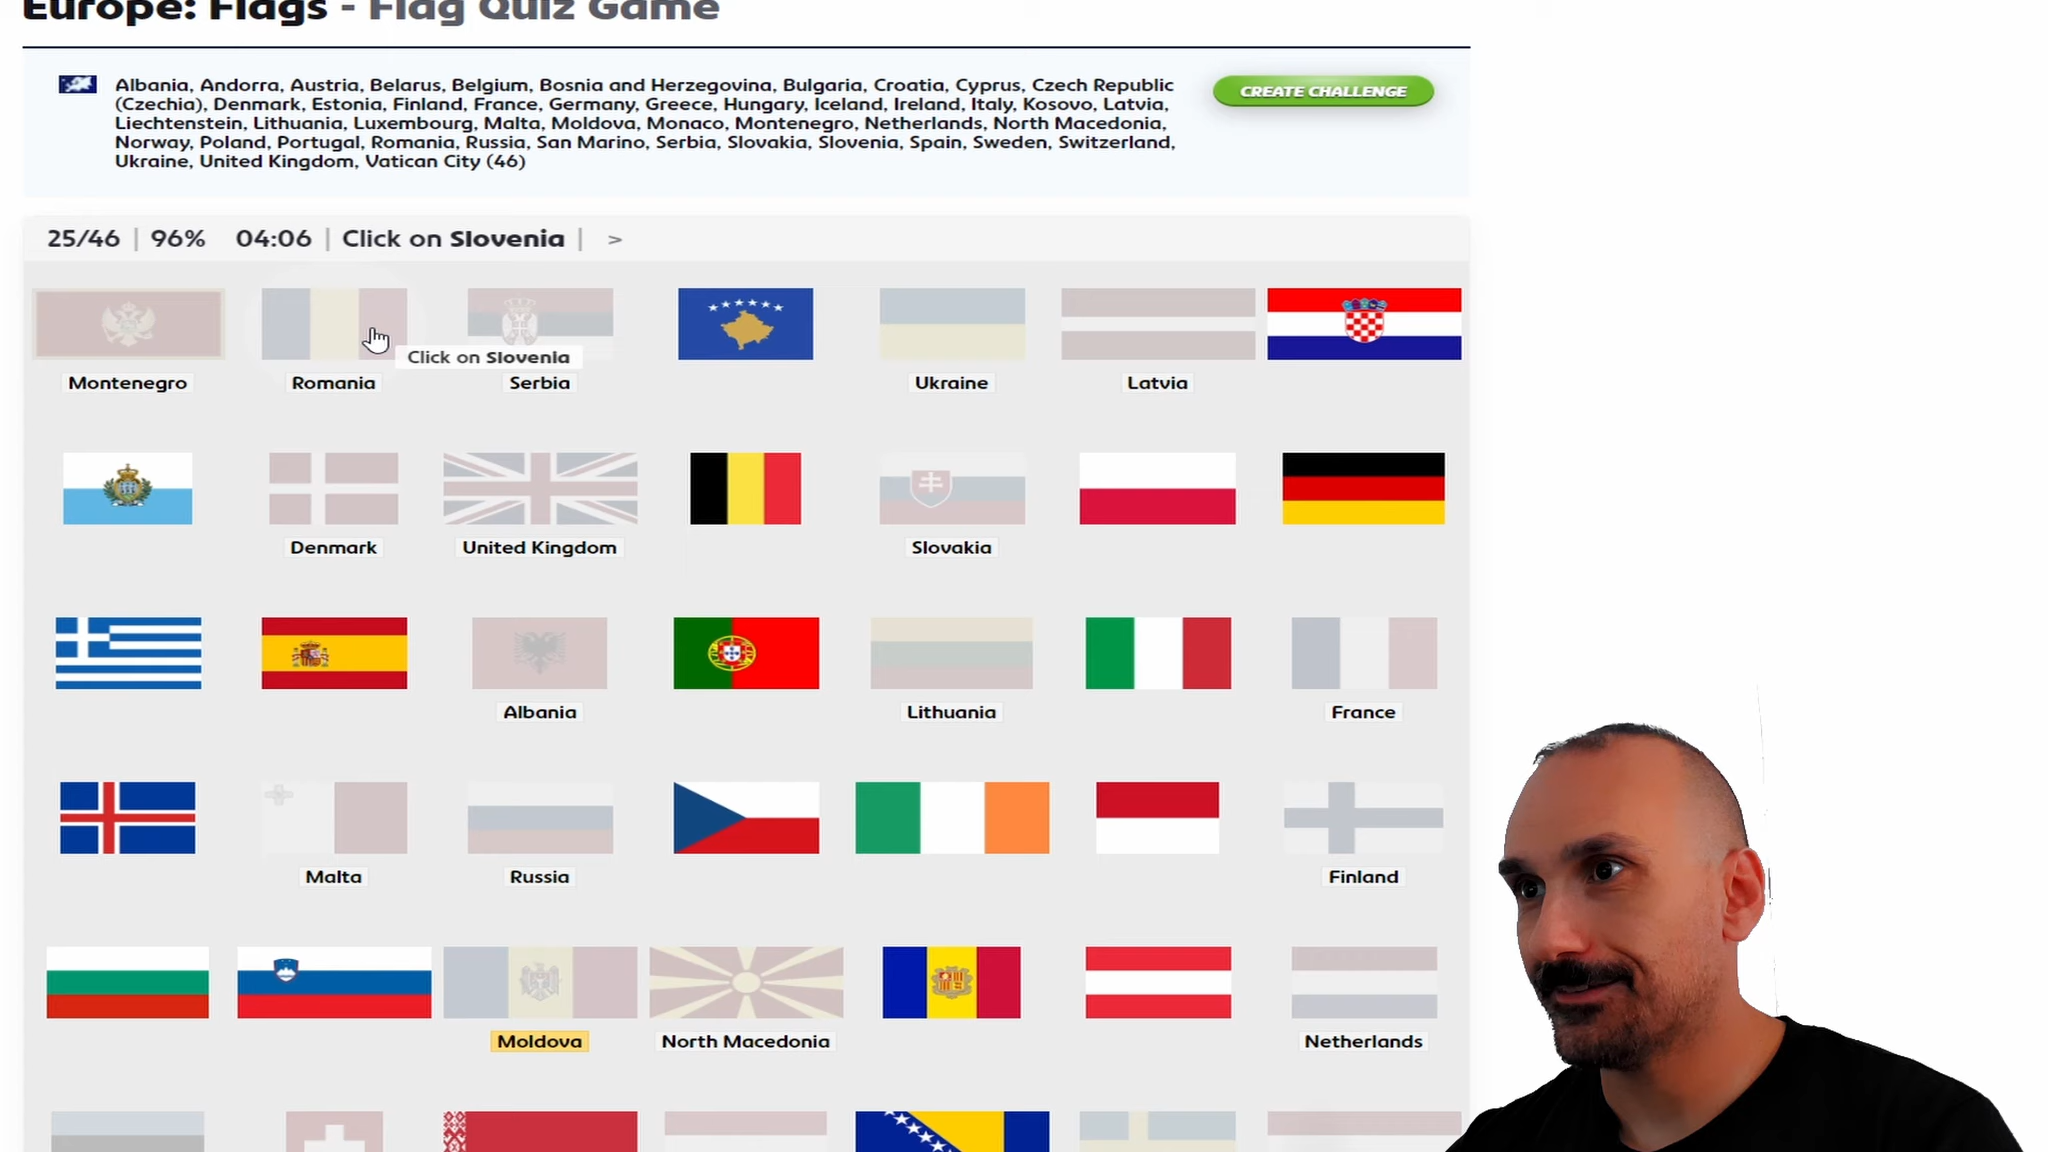 Europe: Flags - Flag Quiz Game
Albania, Andorra, Austria, Belarus, Belgium, Bosnia and Herzegovina, Bulgaria, Croatia, Cyprus, Czech Republic
(Czechia), Denmark, Estonia, Finland, France, Germany, Greece, Hungary, Iceland, Ireland, Italy, Kosovo, Latvia,
Liechtenstein, Lithuania, Luxembourg, Malta, Moldova, Monaco, Montenegro, Netherlands, North Macedonia,
Norway, Poland, Portugal, Romania, Russia, San Marino, Serbia, Slovakia, Slovenia, Spain, Sweden, Switzerland,
Ukraine, United Kingdom, Vatican City (46)
CREATE CHALLENGE
25/46 | 96% 04:06 | Click on Slovenia | >
Click on Slovenia
Montenegro
Romania
Serbia
Ukraine
Latvia
Denmark
United Kingdom
Slovakia
Albania
Lithuania
France
Malta
Russia
Finland
Moldova
North Macedonia
Netherlands